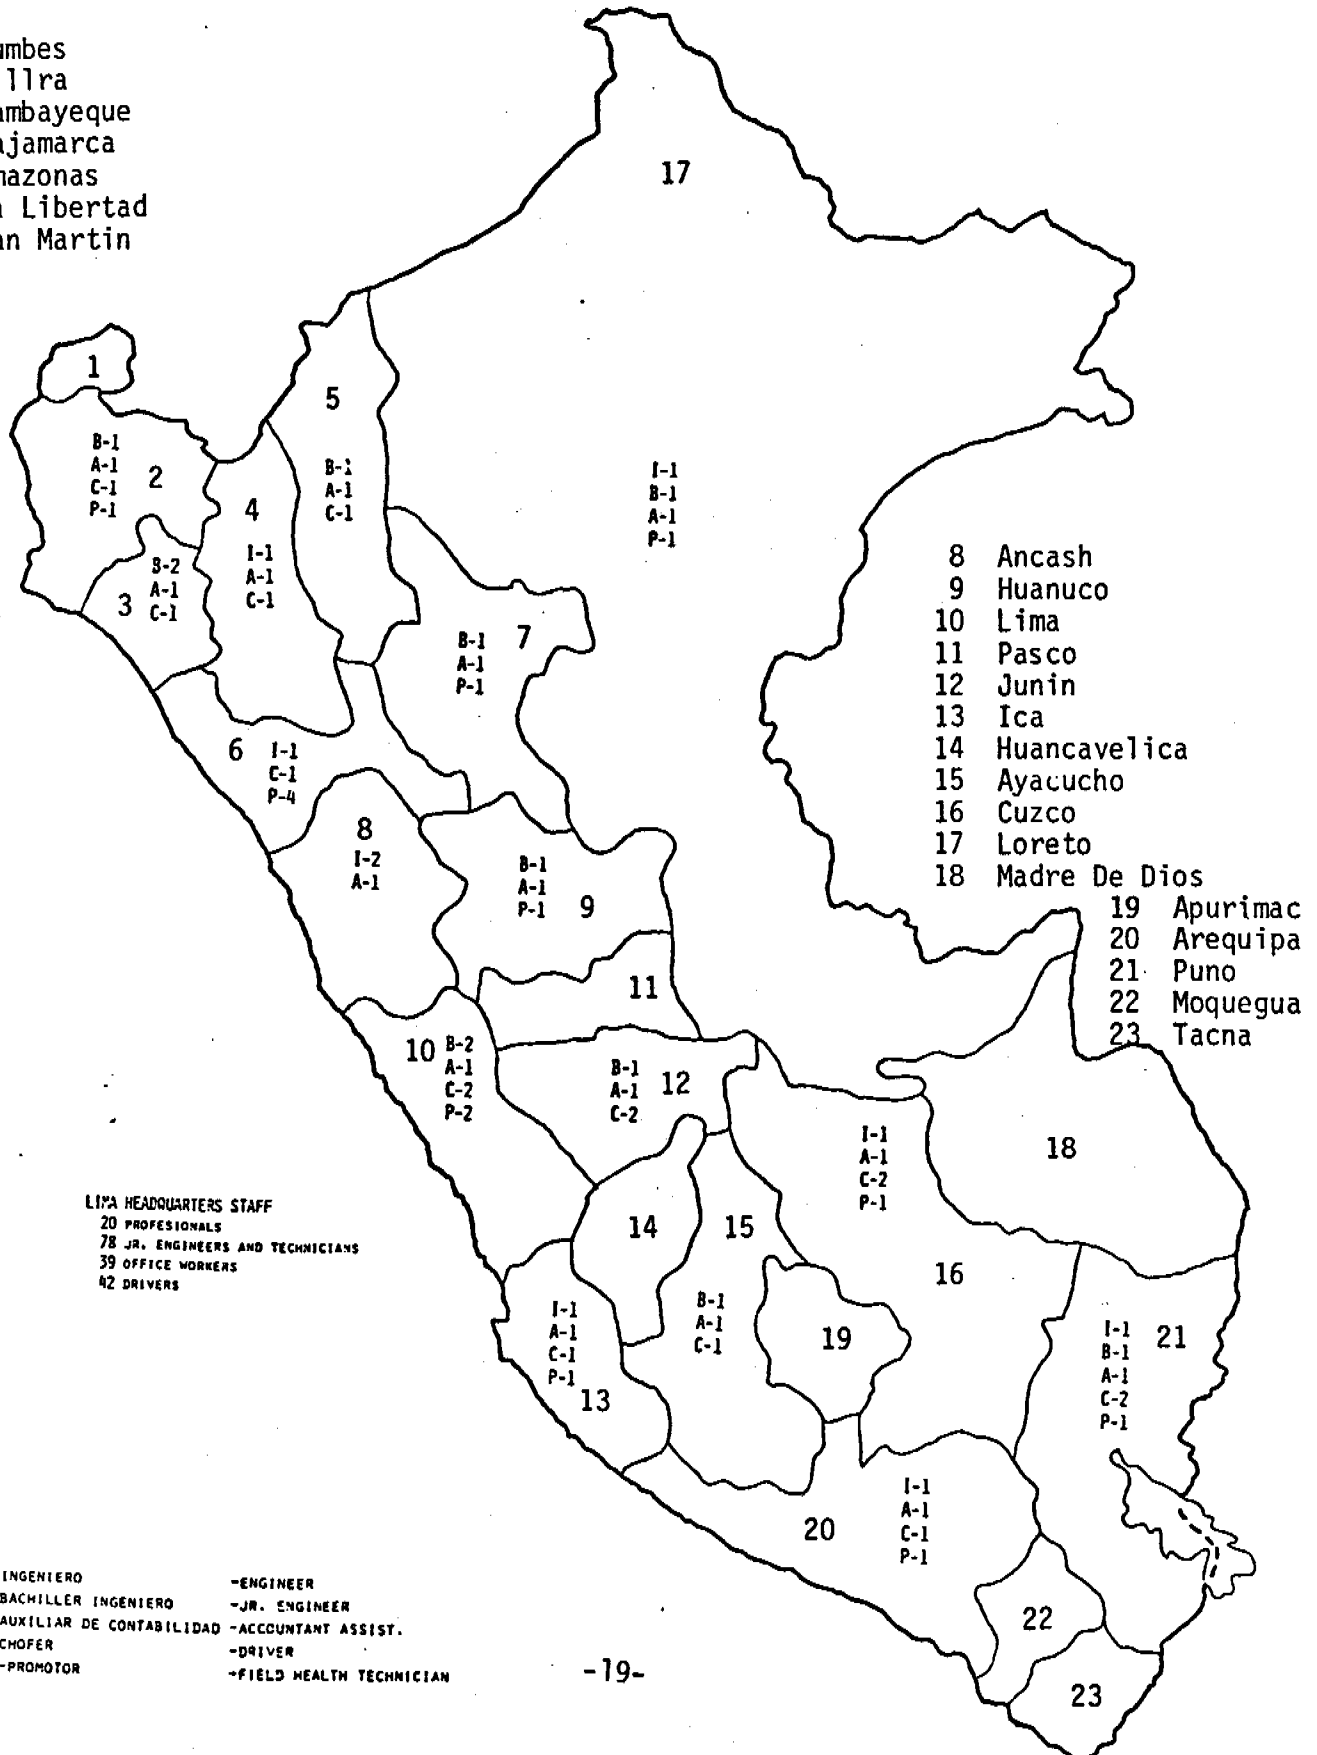 umbes
llra
ambayeque
ajamarca
mazonas
a Libertad
an Martin
17
1
5
B-1
A-1
C-1
P-1
2
4
B-1
A-1
C-1
I-1
B-1
A-1
P-1
I-1
A-1
C-1
3
B-2
A-1
C-1
B-1
A-1
P-1
7
8 Ancash
9 Huanuco
10 Lima
11 Pasco
12 Junin
13 Ica
14 Huancavelica
15 Ayacucho
16 Cuzco
17 Loreto
18 Madre De Dios
19 Apurimac
20 Arequipa
21 Puno
22 Moquegua
23 Tacna
6
I-1
C-1
P-4
8
I-2
A-1
B-1
A-1
P-1
9
11
10
B-2
A-1
C-2
P-2
B-1
A-1
C-2
12
I-1
A-1
C-2
P-1
18
14
15
16
LIMA HEADQUARTERS STAFF
20 PROFESIONALS
78 JR. ENGINEERS AND TECHNICIANS
39 OFFICE WORKERS
42 DRIVERS
I-1
A-1
C-1
P-1
13
B-1
A-1
C-1
19
I-1
B-1
A-1
C-2
P-1
21
20
I-1
A-1
C-1
P-1
22
23
INGENIERO -ENGINEER
BACHILLER INGENIERO -JR. ENGINEER
AUXILIAR DE CONTABILIDAD -ACCOUNTANT ASSIST.
CHOFER -DRIVER
-PROMOTOR -FIELD HEALTH TECHNICIAN
-19-